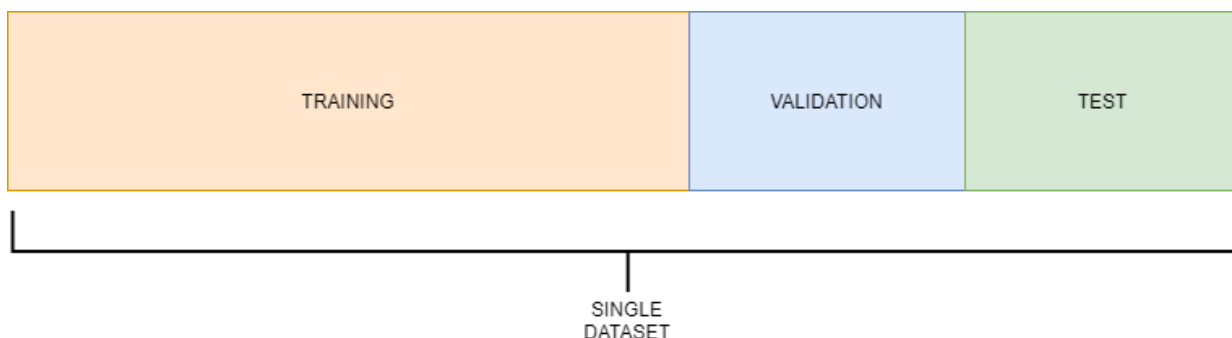 TRAINING
VALIDATION
TEST
SINGLE
DATASET